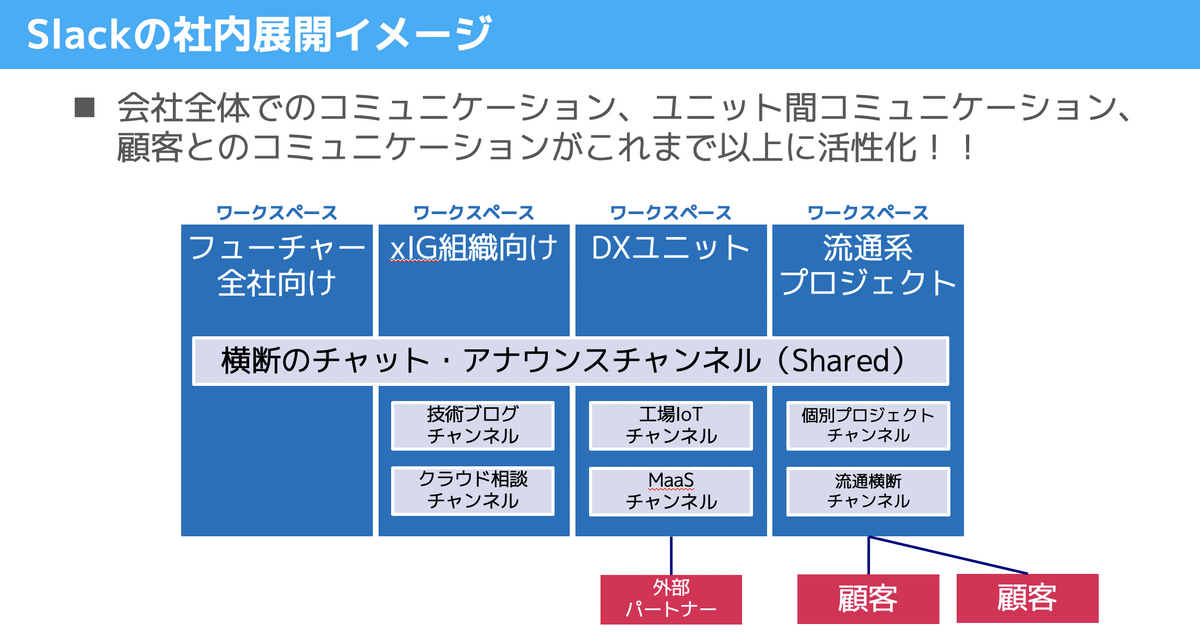 Slackの社内展開イメージ
■ 会社全体でのコミュニケーション、ユニット間コミュニケーション、
顧客とのコミュニケーションがこれまで以上に活性化！！
ワークスペース
ワークスペース
ワークスペース
ワークスペース
フューチャー
全社向け
xIG組織向け
DXユニット
流通系
プロジェクト
横断のチャット・アナウンスチャンネル（Shared）
技術ブログ
チャンネル
工場IoT
チャンネル
個別プロジェクト
チャンネル
クラウド相談
チャンネル
MaaS
チャンネル
流通横断
チャンネル
外部
パートナー
顧客
顧客